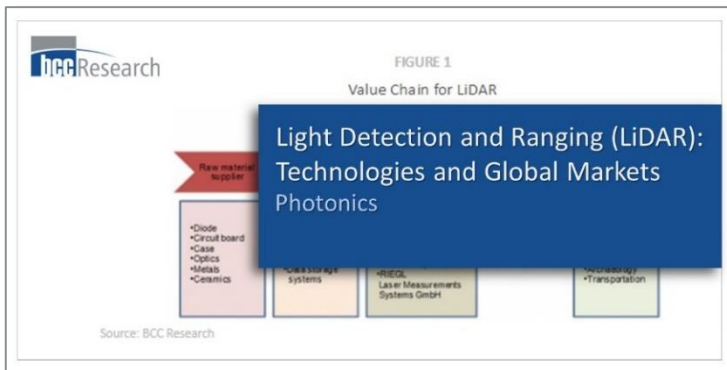 bccResearch
FIGURE 1
Value Chain for LiDAR
Light Detection and Ranging (LiDAR):
Technologies and Global Markets
Photonics
Raw material
supplier
•Diode
•Circuit board
•Case
•Optics
•Metals
•Ceramics
•Data storage
systems
•RIEGL
Laser Measurements
Systems GmbH
•Archaeology
•Transportation
Source: BCC Research